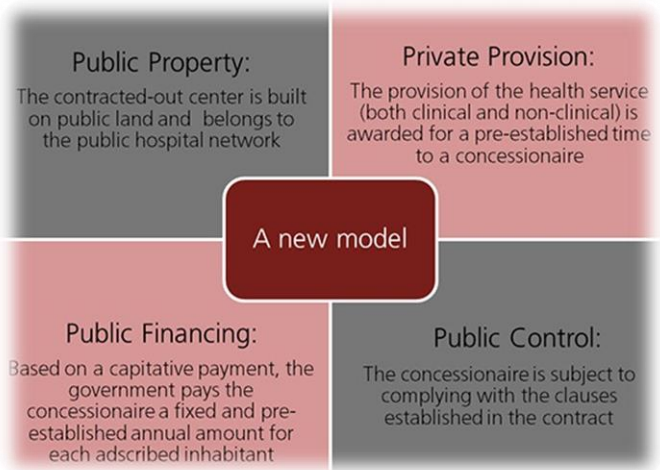 Public Property:
The contracted-out center is built
on public land and belongs to
the public hospital network
Private Provision:
The provision of the health service
(both clinical and non-clinical) is
awarded for a pre-established time
to a concessionaire
A new model
Public Financing:
Based on a capitative payment, the
government pays the
concessionaire a fixed and pre-
established annual amount for
each adscribed inhabitant
Public Control:
The concessionaire is subject to
complying with the clauses
established in the contract